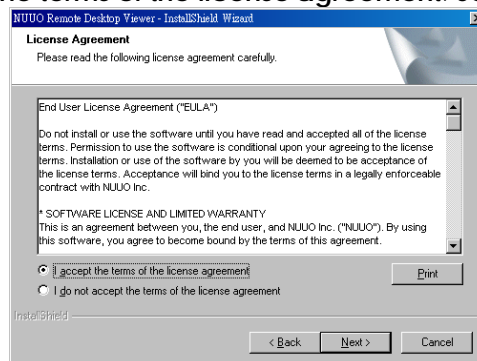 terms of the license agreement.
NUUO Remote Desktop Viewer - InstallShield Wizard
License Agreement
Please read the following license agreement carefully.
End User License Agreement ("EULA")
Do not install or use the software until you have read and accepted all of the license
terms. Permission to use the software is conditional upon your agreeing to the license
terms. Installation or use of the software by you will be deemed to be acceptance of
the license terms. Acceptance will bind you to the license terms in a legally enforceable
contract with NUUO Inc.
* SOFTWARE LICENSE AND LIMITED WARRANTY
This is an agreement between you, the end user, and NUUO Inc. ("NUUO"). By using
this software, you agree to become bound by the terms of this agreement.
I accept the terms of the license agreement
Print
I do not accept the terms of the license agreement
InstallShield
< Back
Next >
Cancel